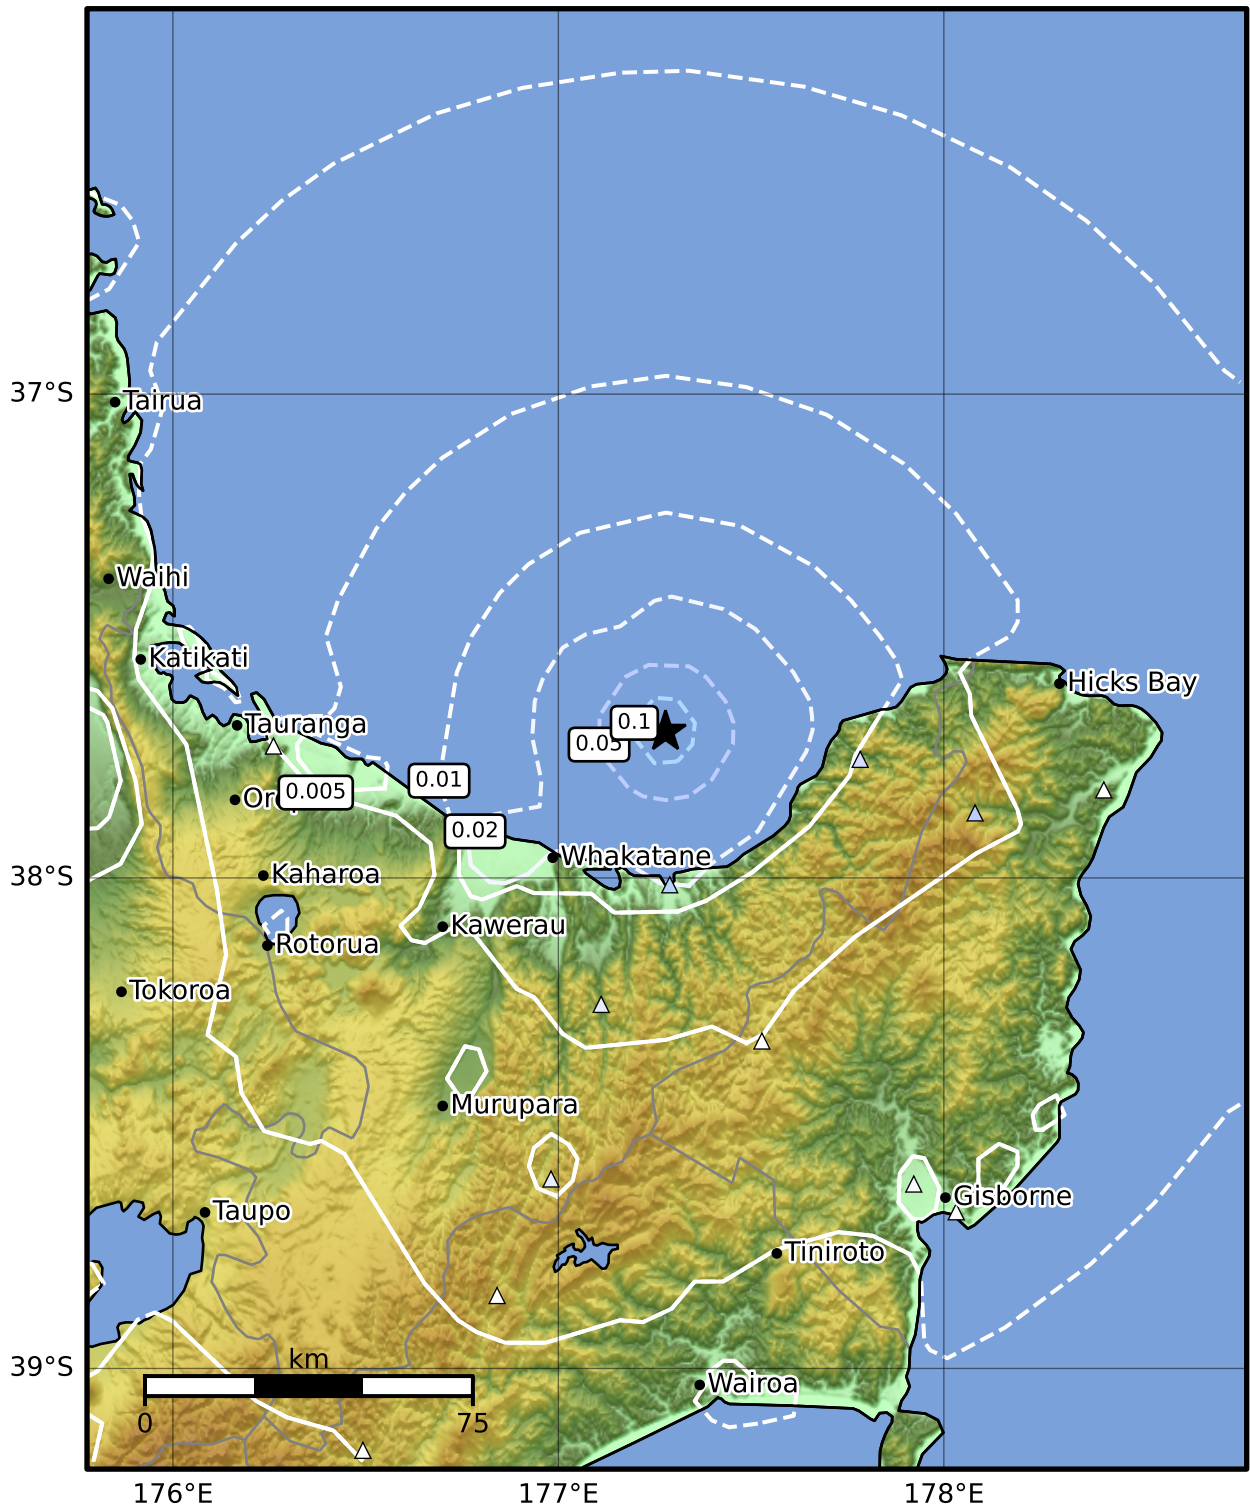 37°S
Tairua
Waihi
Katikati
Hicks Bay
Tauranga
0.1
0.05
0.01
0.005
0.02
Whakatane
38°S
Kaharoa
Kawerau
Rotorua
Tokoroa
Murupara
Gisborne
Taupo
Tiniroto
39°S
km
Wairoa
0
75
176°E
177°E
178°E